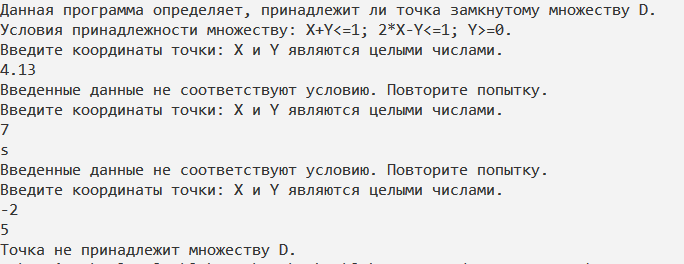 Данная программа определяет, принадлежит ли точка замкнутому множеству D.
Условия принадлежности множеству: X+Y<=1; 2*X-Y<=1; Y>=0.
Введите координаты точки: X и Y являются целыми числами.
4.13
Введенные данные не соответствуют условию. Повторите попытку.
Введите координаты точки: X и Y являются целыми числами.
7
s
Введенные данные не соответствуют условию. Повторите попытку.
Введите координаты точки: X и Y являются целыми числами.
-2
5
Точка не принадлежит множеству D.